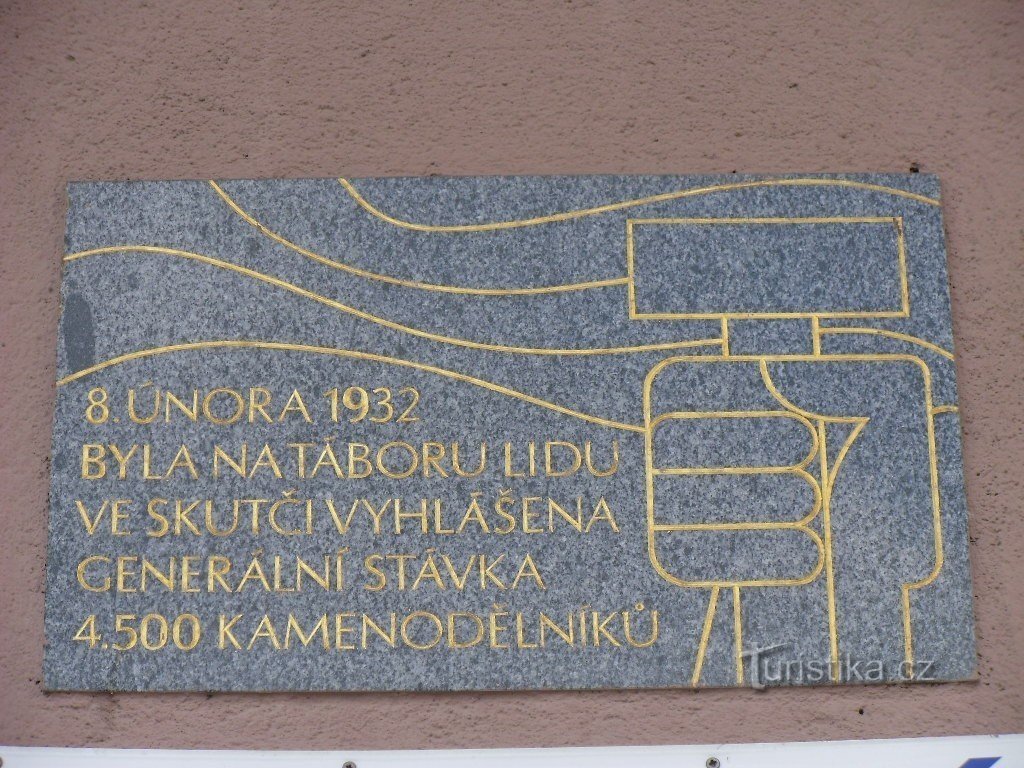 8. ÚNORA 1932
BYLA NA TÁBORU LIDU
VE SKUTČI VYHLÁŠENA
GENERÁLNÍ STÁVKA
4.500 KAMENODĚLNÍKŮ
Turistika.cz